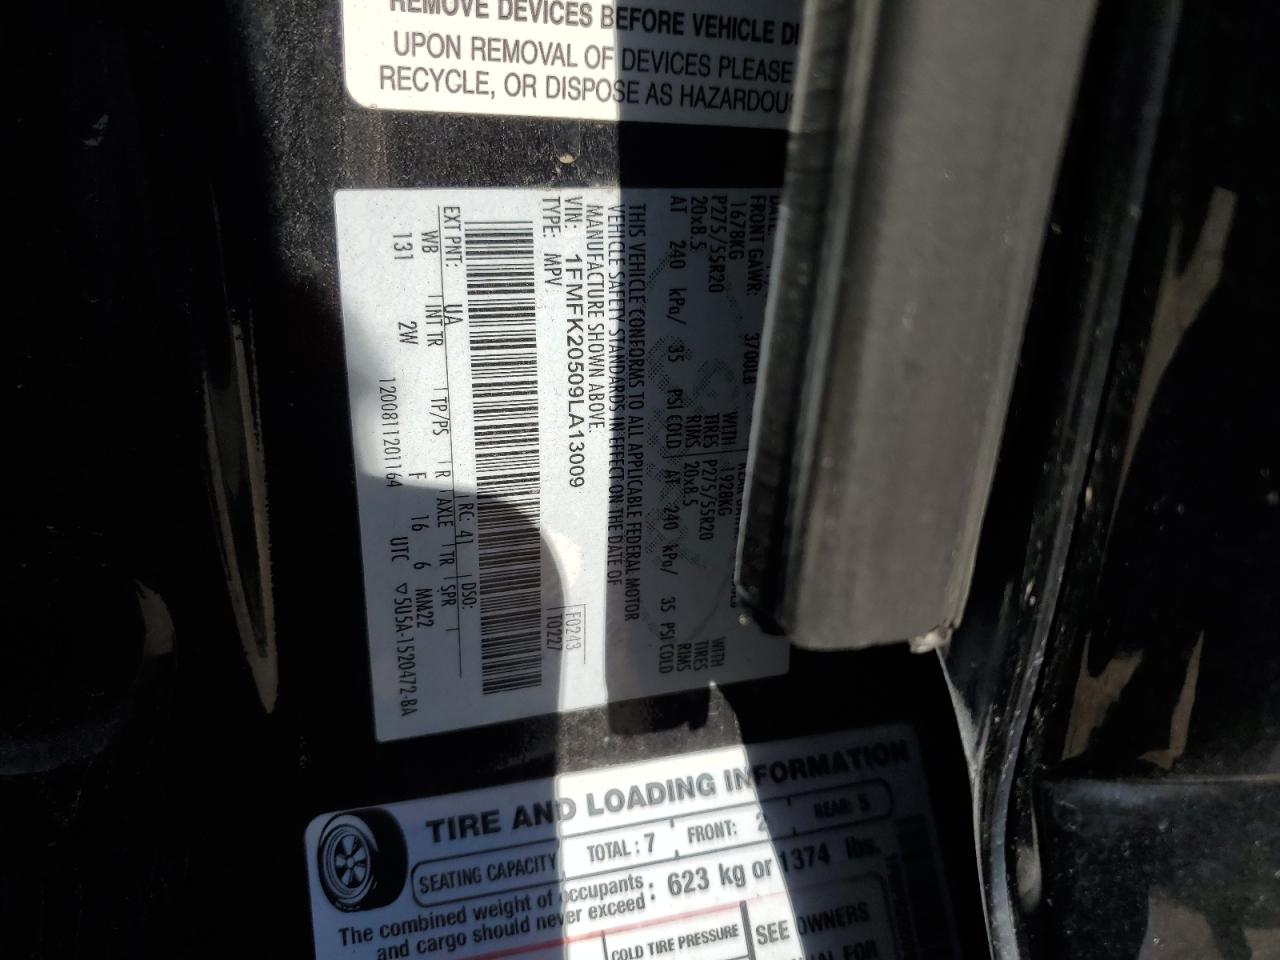 REMOVE DEVICES BEFORE VEHICLE
UPON REMOVAL OF DEVICES PLEASE
RECYCLE, OR DISPOSE AS HAZARDOUS
FRONT GAWR:
1678KG 3700LB WITH 1928KG WITH
P275/55R20 TIRES P275/55R20 TIRES
20x8.5 RIMS 20x8.5 RIMS
AT 240 kPa/ 35 PSI COLD AT 240 kPa/ 35 PSI COLD
THIS VEHICLE CONFORMS TO ALL APPLICABLE FEDERAL MOTOR
VEHICLE SAFETY STANDARDS IN EFFECT ON THE DATE OF
MANUFACTURE SHOWN ABOVE.
VIN: 1FMFK20509LA13009 F0243
TYPE: MPV 10227
EXT PNT: UA RC: 41 DSO:
WB INT TR TP/PS R AXLE TR SPR
131 2W F 16 6 MM22
1200811201164 UTC ▽5U5A-1520472-BA
TIRE AND LOADING INFORMATION
SEATING CAPACITY TOTAL: 7 FRONT: 2 REAR: 5
The combined weight of occupants : 623 kg or 1374 lbs.
and cargo should never exceed :
COLD TIRE PRESSURE SEE OWNERS